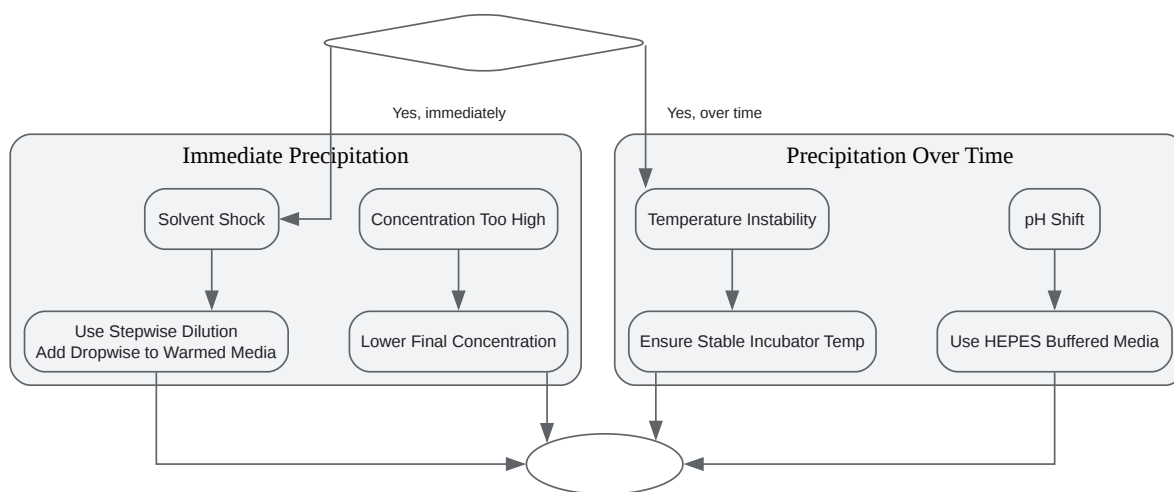 Yes, immediately
Yes, over time
Immediate Precipitation
Precipitation Over Time
Solvent Shock
Concentration Too High
Temperature Instability
pH Shift
Use Stepwise Dilution
Add Dropwise to Warmed Media
Lower Final Concentration
Ensure Stable Incubator Temp
Use HEPES Buffered Media